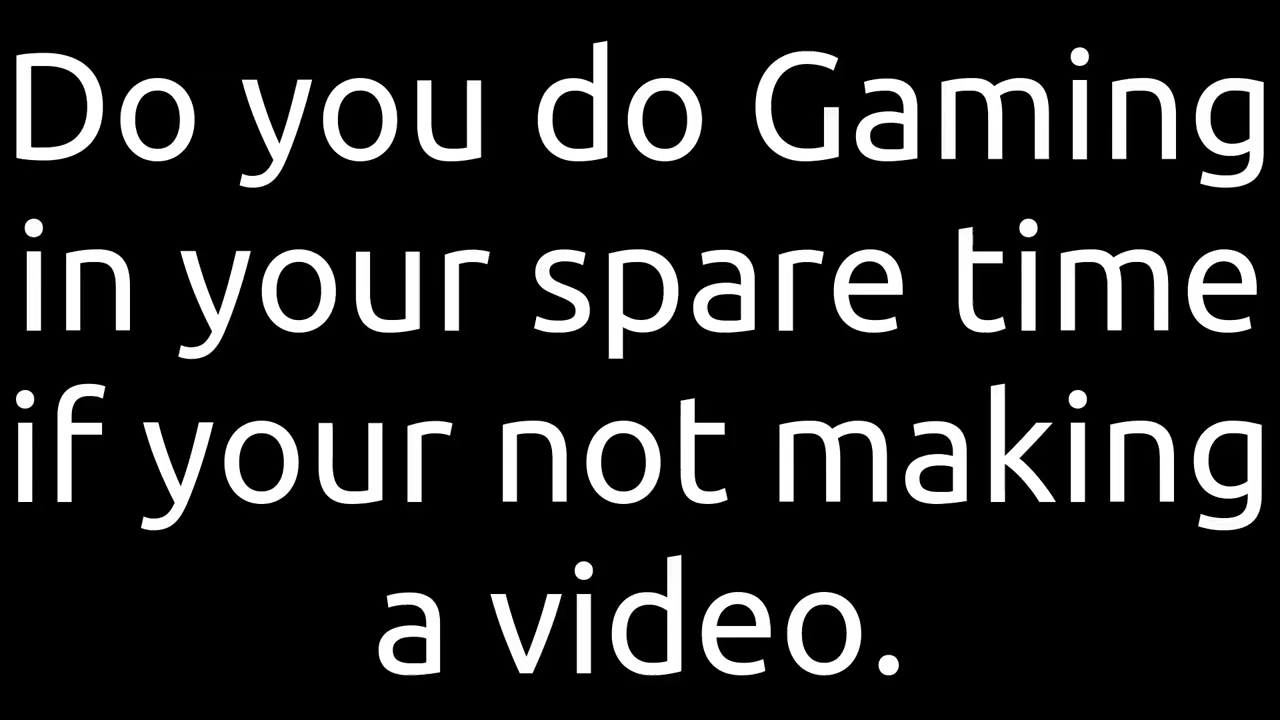 Do you do Gaming
in your spare time
if your not making
a video.